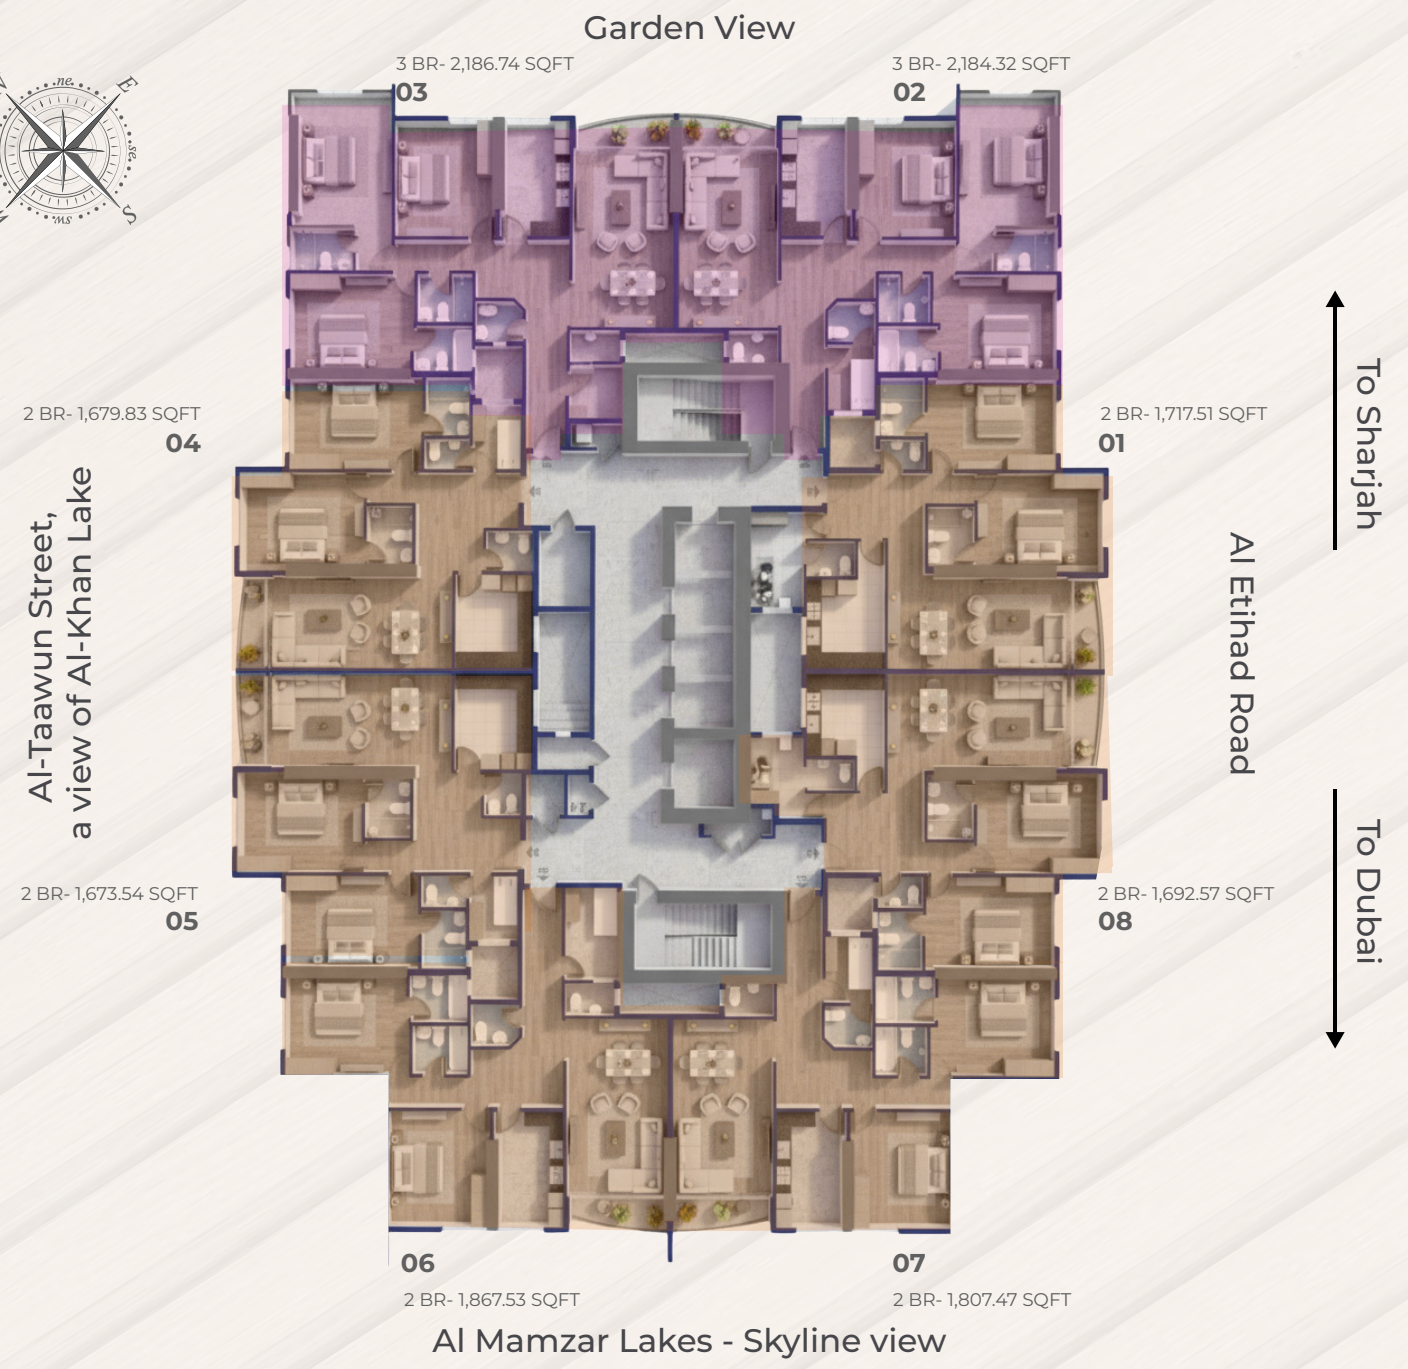 Garden View
3 BR- 2,186.74 SQFT
03
3 BR- 2,184.32 SQFT
02
ne
E
se
S
sw
2 BR- 1,679.83 SQFT
04
2 BR- 1,717.51 SQFT
01
Al-Taawun Street,
a view of Al-Khan Lake
Al Etihad Road
To Sharjah
To Dubai
2 BR- 1,673.54 SQFT
05
2 BR- 1,692.57 SQFT
08
06
2 BR- 1,867.53 SQFT
07
2 BR- 1,807.47 SQFT
Al Mamzar Lakes - Skyline view